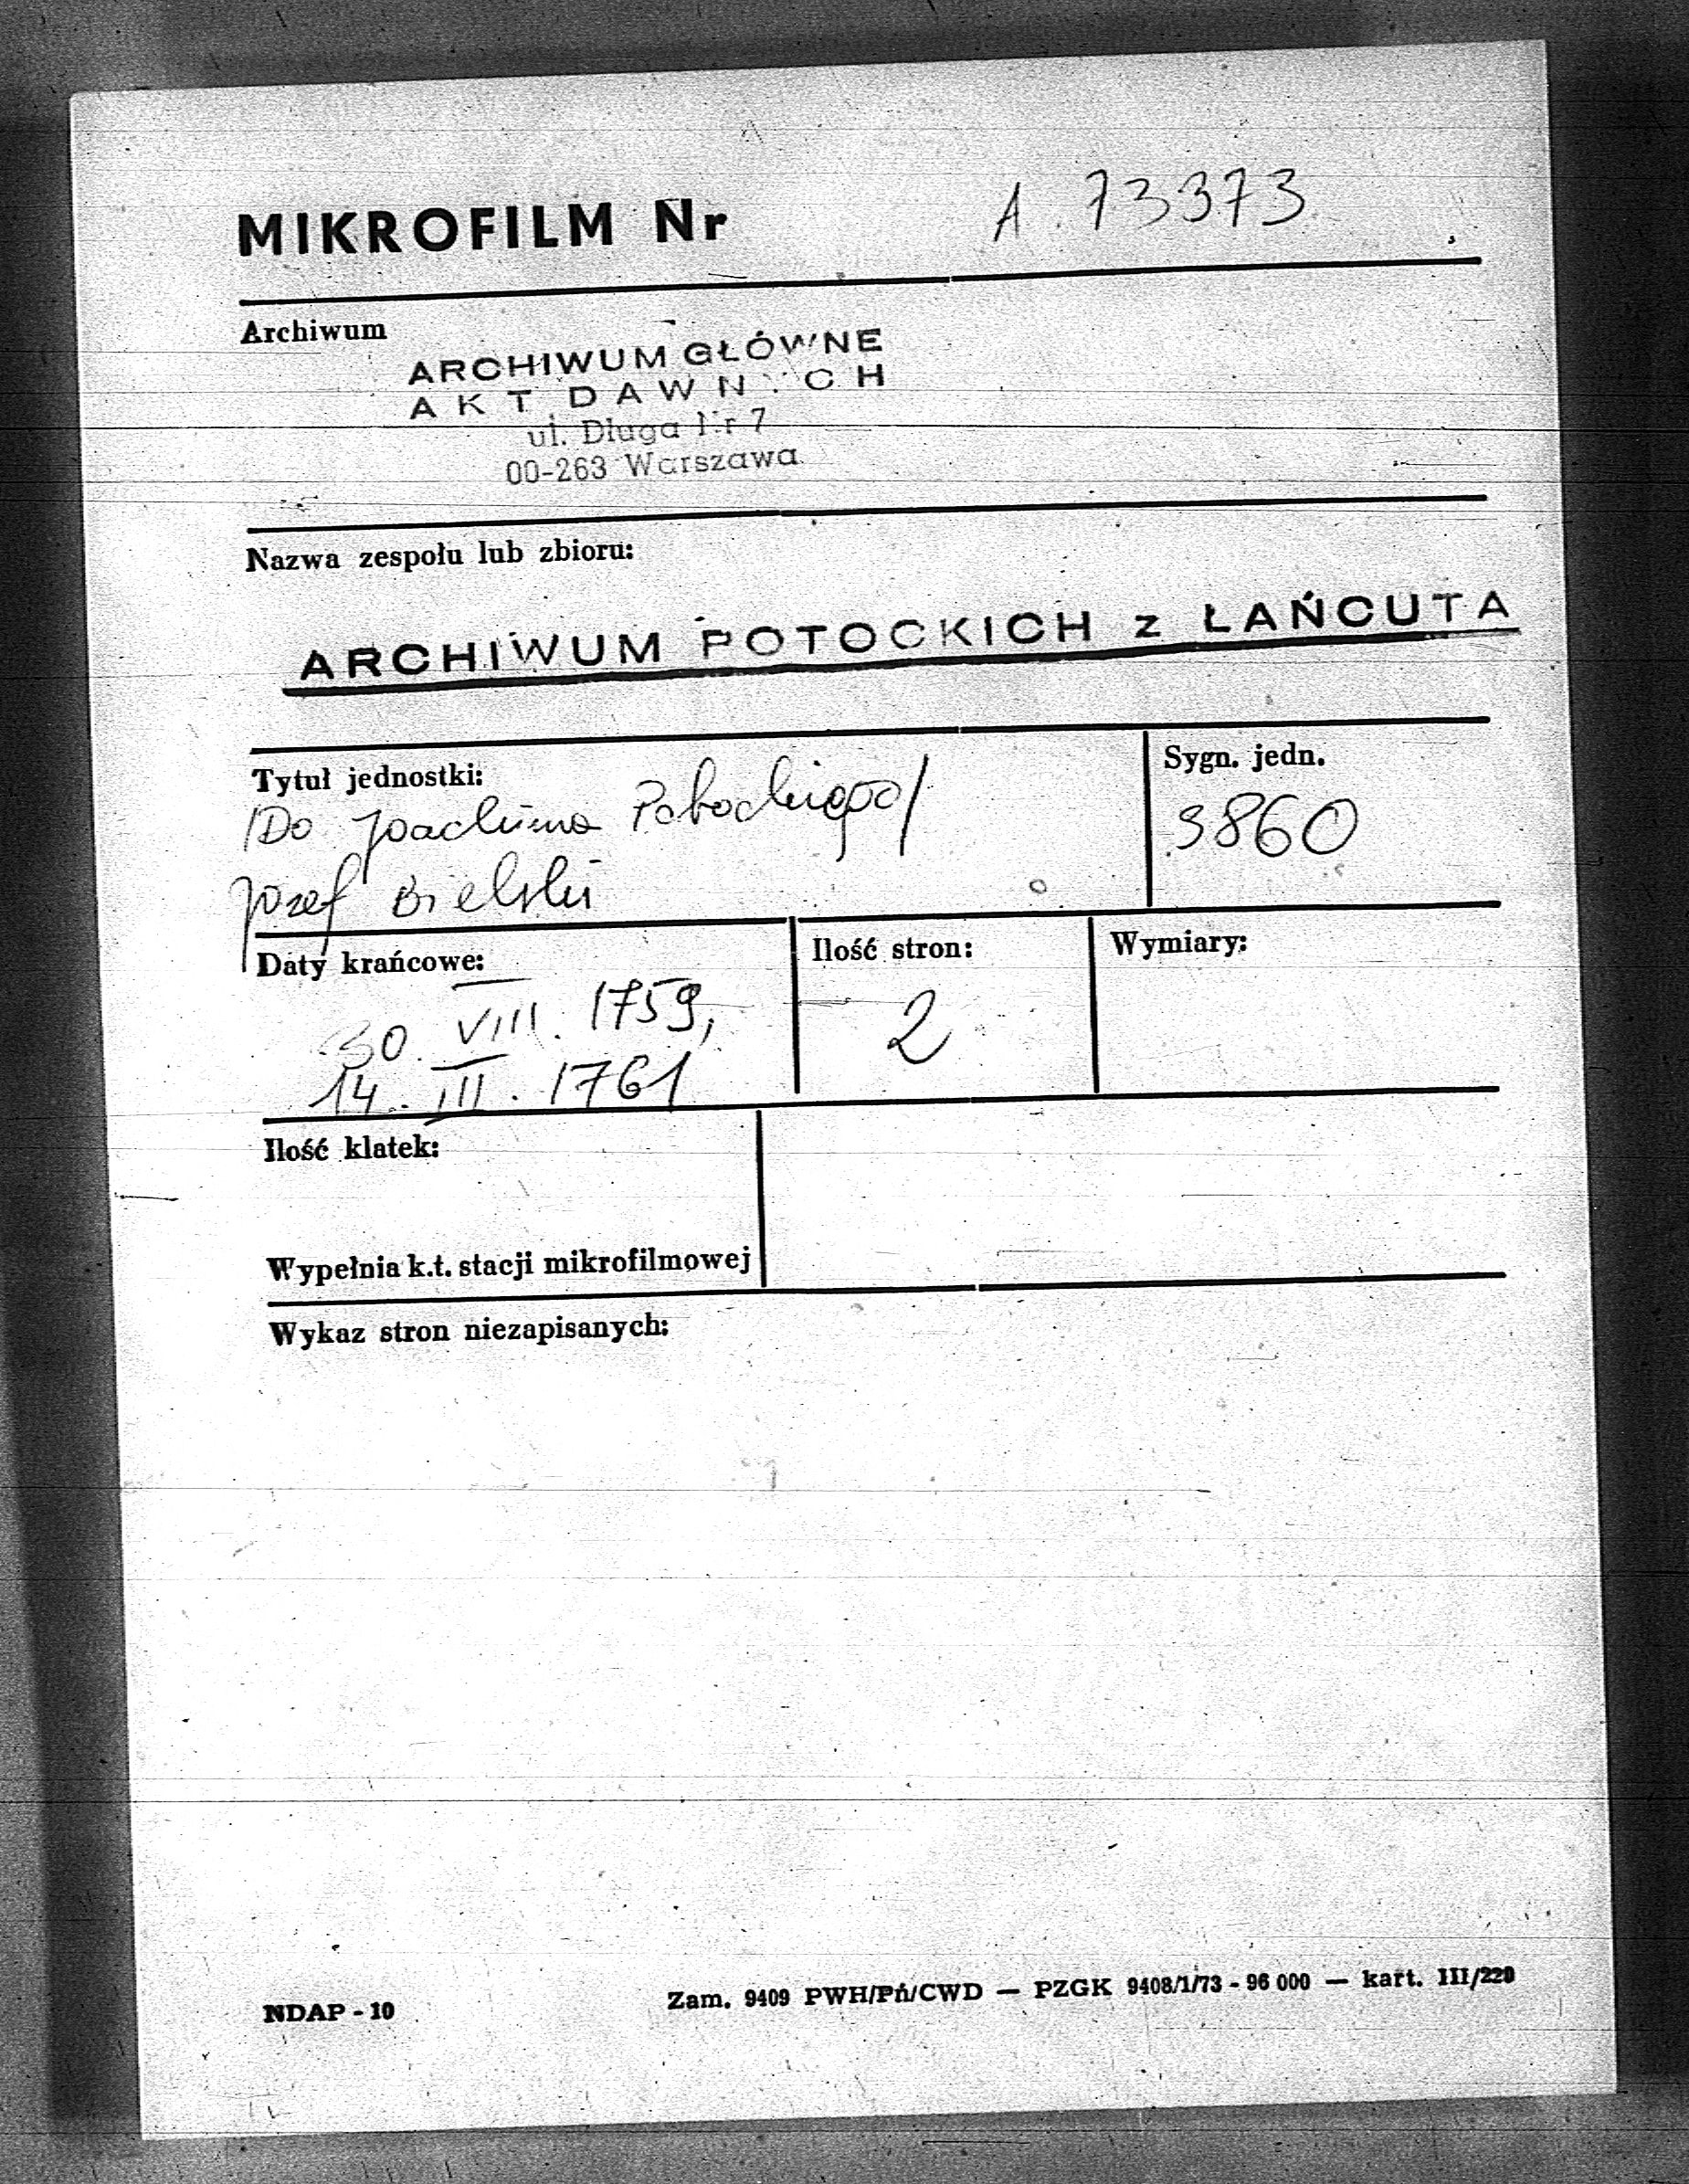 MIKROFILM Nr A. 73373
Archiwum
ARCHIWUM GŁÓWNE
AKT DAWNYCH
ul. Długa Nr 7
00-263 Warszawa
Nazwa zespołu lub zbioru:
ARCHIWUM POTOCKICH z ŁAŃCUTA
Tytuł jednostki:
/Do Joachima Potockiego/
Józef Bielski
Sygn. jedn.
3860
Daty krańcowe:
30. VIII. 1759,
14. III. 1761
Ilość stron:
2
Wymiary:
Ilość klatek:
Wypełnia k.t. stacji mikrofilmowej
Wykaz stron niezapisanych:
NDAP - 10
Zam. 9409 PWH/Pń/CWD — PZGK 9408/1/73 - 96 000 — kart. III/220